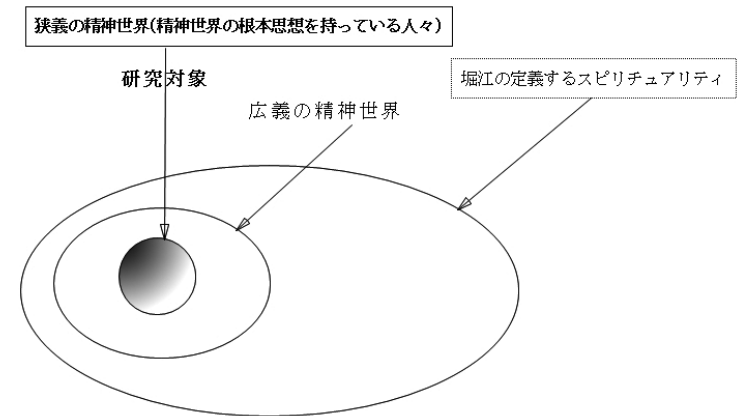 狭義の精神世界(精神世界の根本思想を持っている人々)
研究対象
広義の精神世界
堀江の定義するスピリチュアリティ